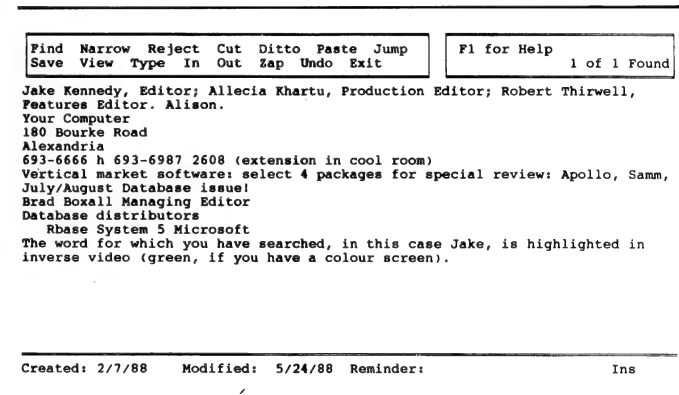 Find Narrow Reject Cut Ditto Paste Jump
Save View Type In Out Zap Undo Exit
F1 for Help
1 of 1 Found
Jake Kennedy, Editor; Allecia Khartu, Production Editor; Robert Thirwell,
Features Editor. Alison.
Your Computer
180 Bourke Road
Alexandria
693-6666 h 693-6987 2608 (extension in cool room)
Vertical market software: select 4 packages for special review: Apollo, Samm,
July/August Database issue!
Brad Boxall Managing Editor
Database distributors
Rbase System 5 Microsoft
The word for which you have searched, in this case Jake, is highlighted in
inverse video (green, if you have a colour screen).
Created: 2/7/88 Modified: 5/24/88 Reminder: Ins